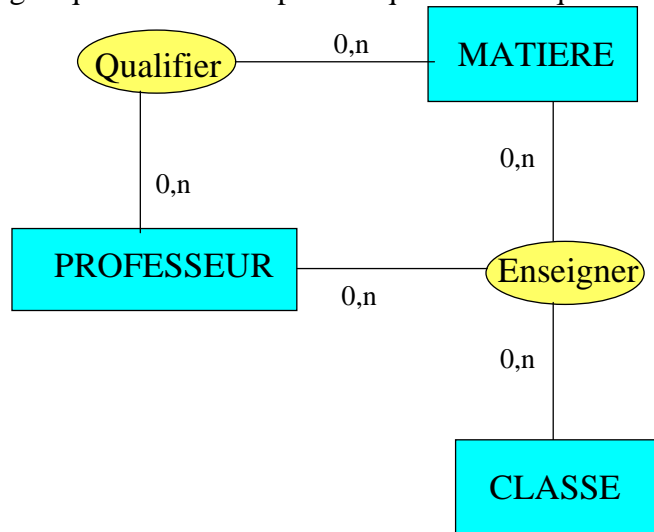 0,n
Qualifier
MATIERE
0,n
0,n
PROFESSEUR
Enseigner
0,n
0,n
CLASSE